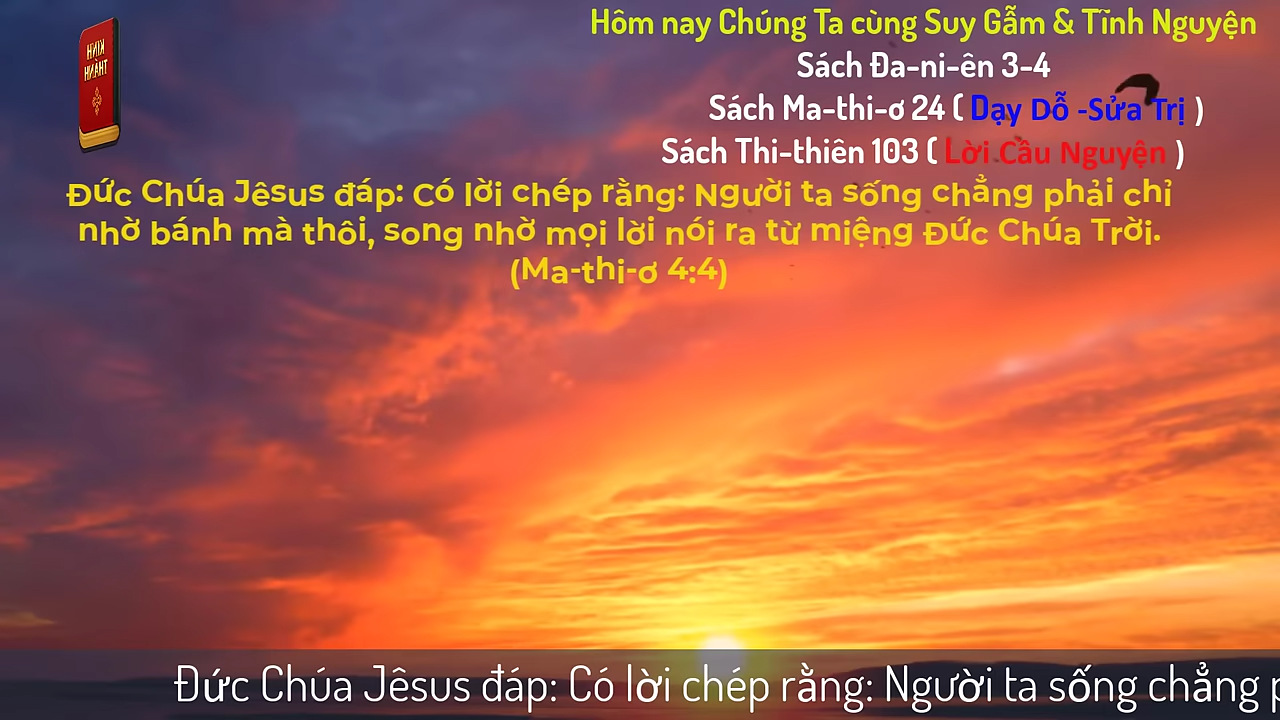 KINH
THÁNH
Hôm nay Chúng Ta cùng Suy Gẫm & Tĩnh Nguyện
Sách Đa-ni-ên 3-4
Sách Ma-thi-ơ 24 ( Dạy Dỗ -Sửa Trị )
Sách Thi-thiên 103 ( Lời Cầu Nguyện )
Đức Chúa Jêsus đáp: Có lời chép rằng: Người ta sống chẳng phải chỉ
nhờ bánh mà thôi, song nhờ mọi lời nói ra từ miệng Đức Chúa Trời.
(Ma-thi-ơ 4:4)
Đức Chúa Jêsus đáp: Có lời chép rằng: Người ta sống chẳng p